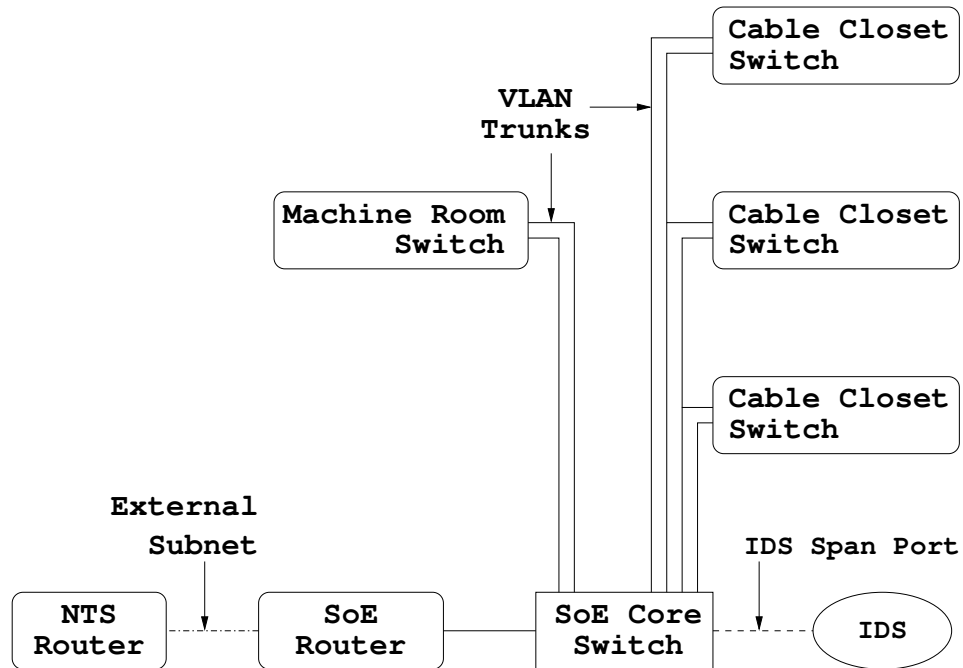 Cable Closet
Switch
VLAN
Trunks
Machine Room
Switch
Cable Closet
Switch
Cable Closet
Switch
External
Subnet
IDS Span Port
NTS
Router
SoE
Router
SoE Core
Switch
IDS